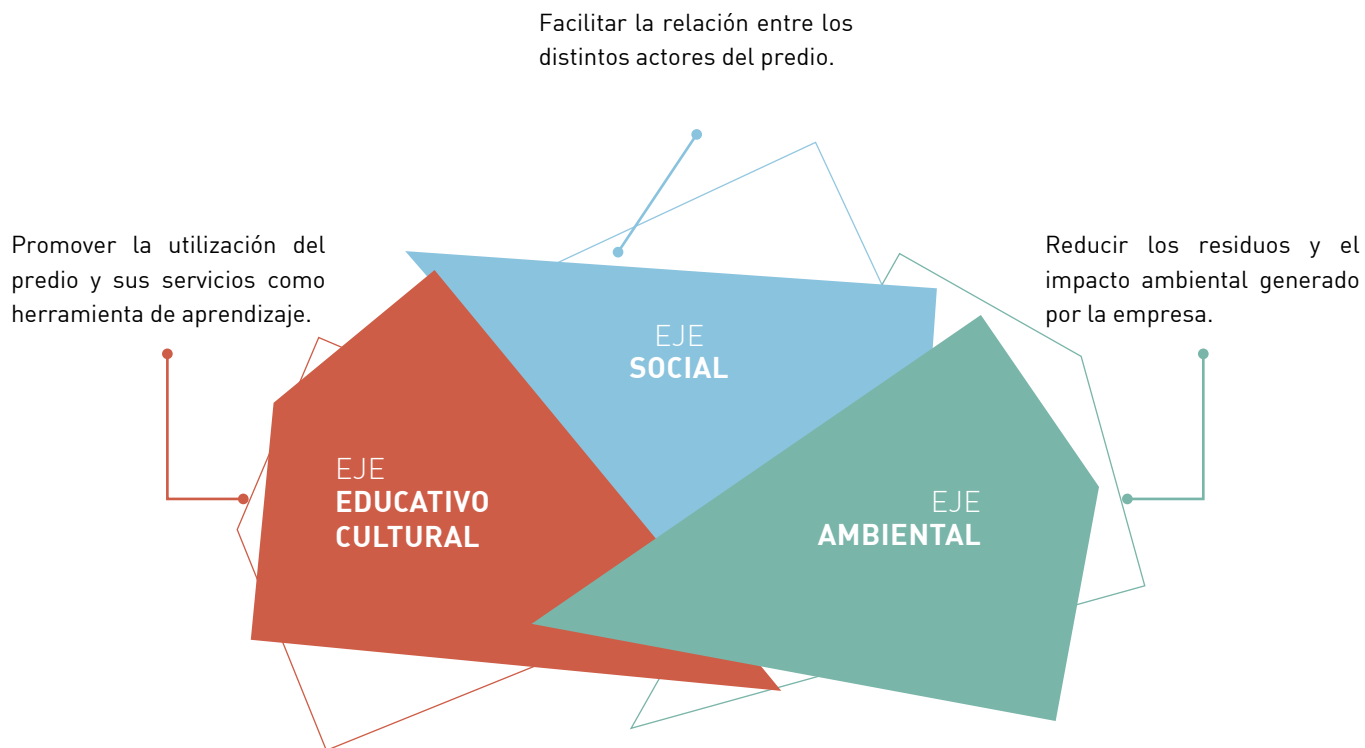 Facilitar la relación entre los
distintos actores del predio.
Promover la utilización del
predio y sus servicios como
herramienta de aprendizaje.
Reducir los residuos y el
impacto ambiental generado
por la empresa.
EJE
SOCIAL
EJE
EDUCATIVO
CULTURAL
EJE
AMBIENTAL